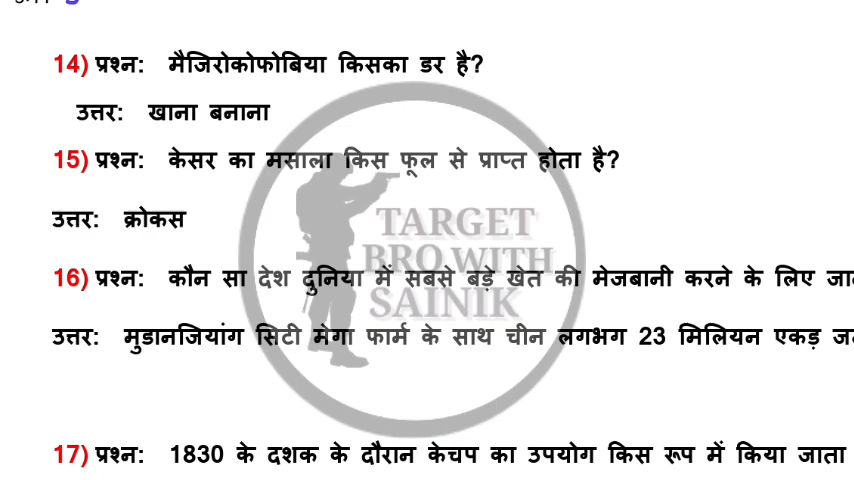 14) प्रश्न: मैजिरोकोफोबिया किसका डर है?
उत्तर: खाना बनाना
15) प्रश्न: केसर का मसाला किस फूल से प्राप्त होता है?
उत्तर: क्रोकस
TARGET
BRO WITH
SAINIK
16) प्रश्न: कौन सा देश दुनिया में सबसे बड़े खेत की मेजबानी करने के लिए
उत्तर: मुडानजियांग सिटी मेगा फार्म के साथ चीन लगभग 23 मिलियन एकड़
17) प्रश्न: 1830 के दशक के दौरान केचप का उपयोग किस रूप में किया जाता